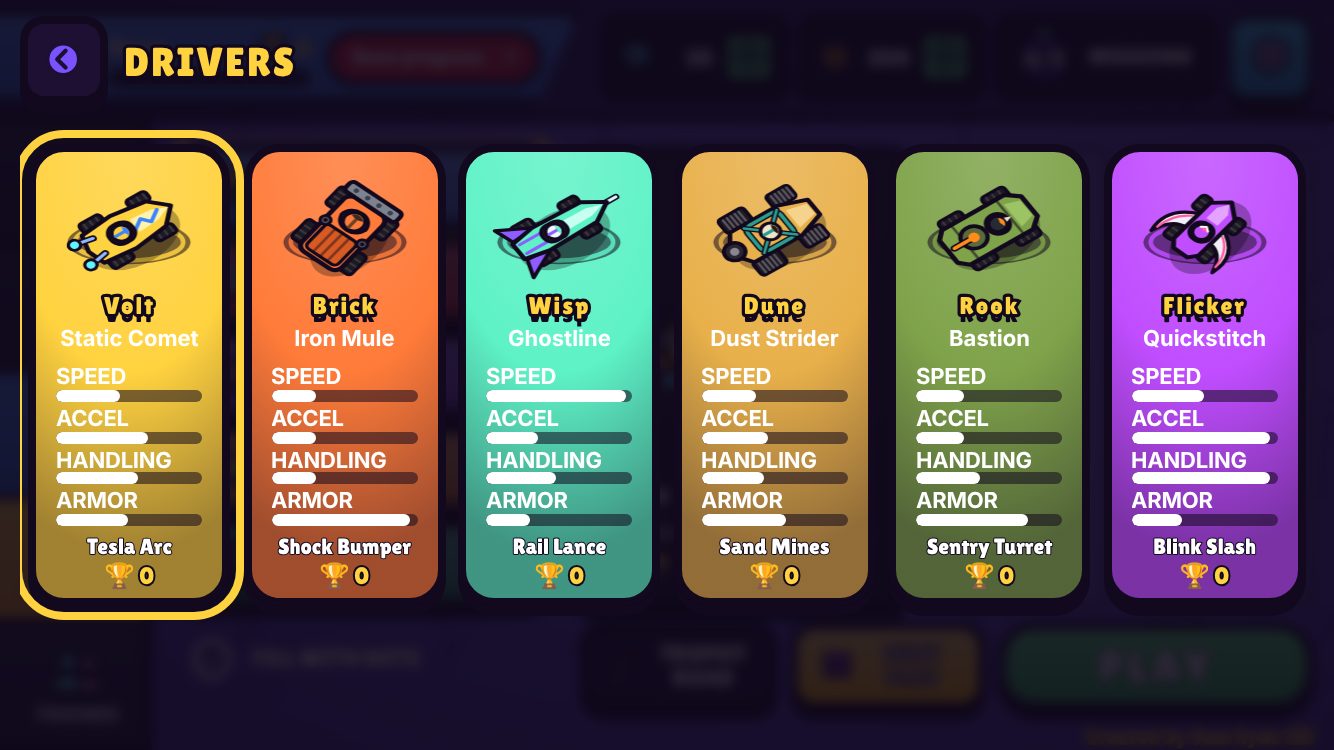 DRIVERS
Volt
Static Comet
SPEED
ACCEL
HANDLING
ARMOR
Tesla Arc
0
Brick
Iron Mule
SPEED
ACCEL
HANDLING
ARMOR
Shock Bumper
0
Wisp
Ghostline
SPEED
ACCEL
HANDLING
ARMOR
Rail Lance
0
Dune
Dust Strider
SPEED
ACCEL
HANDLING
ARMOR
Sand Mines
0
Rook
Bastion
SPEED
ACCEL
HANDLING
ARMOR
Sentry Turret
0
Flicker
Quickstitch
SPEED
ACCEL
HANDLING
ARMOR
Blink Slash
0
PLAY